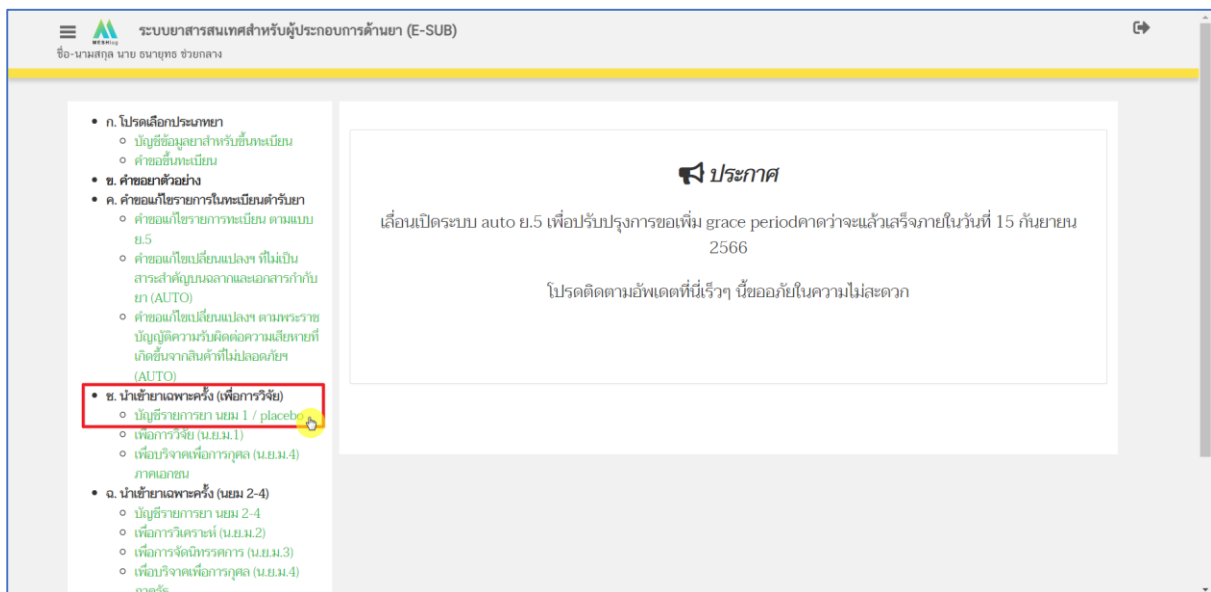 ระบบยาสารสนเทศสำหรับผู้ประกอบการด้านยา (E-SUB)
ชื่อ-นามสกุล นาย ธนายุทธ ช่วยกลาง
ก. โปรดเลือกประเภทยา
บัญชีข้อมูลยาสำหรับขึ้นทะเบียน
คำขอขึ้นทะเบียน
ข. คำขอยาตัวอย่าง
ค. คำขอแก้ไขรายการในทะเบียนตำรับยา
คำขอแก้ไขรายการทะเบียน ตามแบบ
ย.5
คำขอแก้ไขเปลี่ยนแปลงฯ ที่ไม่เป็น
สาระสำคัญบนฉลากและเอกสารกำกับ
ยา (AUTO)
คำขอแก้ไขเปลี่ยนแปลงฯ ตามพระราช
บัญญัติความรับผิดต่อความเสียหายที่
เกิดขึ้นจากสินค้าที่ไม่ปลอดภัยฯ
(AUTO)
ช. นำเข้ายาเฉพาะครั้ง (เพื่อการวิจัย)
บัญชีรายการยา นยม 1 / placebo
เพื่อการวิจัย (น.ย.ม.1)
เพื่อบริจาคเพื่อการกุศล (น.ย.ม.4)
ภาคเอกชน
ฉ. นำเข้ายาเฉพาะครั้ง (นยม 2-4)
บัญชีรายการยา นยม 2-4
เพื่อการวิเคราะห์ (น.ย.ม.2)
เพื่อการจัดนิทรรศการ (น.ย.ม.3)
เพื่อบริจาคเพื่อการกุศล (น.ย.ม.4)
ภาครัฐ
ประกาศ
เลื่อนเปิดระบบ auto ย.5 เพื่อปรับปรุงการขอเพิ่ม grace periodคาดว่าจะแล้วเสร็จภายในวันที่ 15 กันยายน
2566
โปรดติดตามอัพเดตที่นี่เร็วๆ นี้ขออภัยในความไม่สะดวก